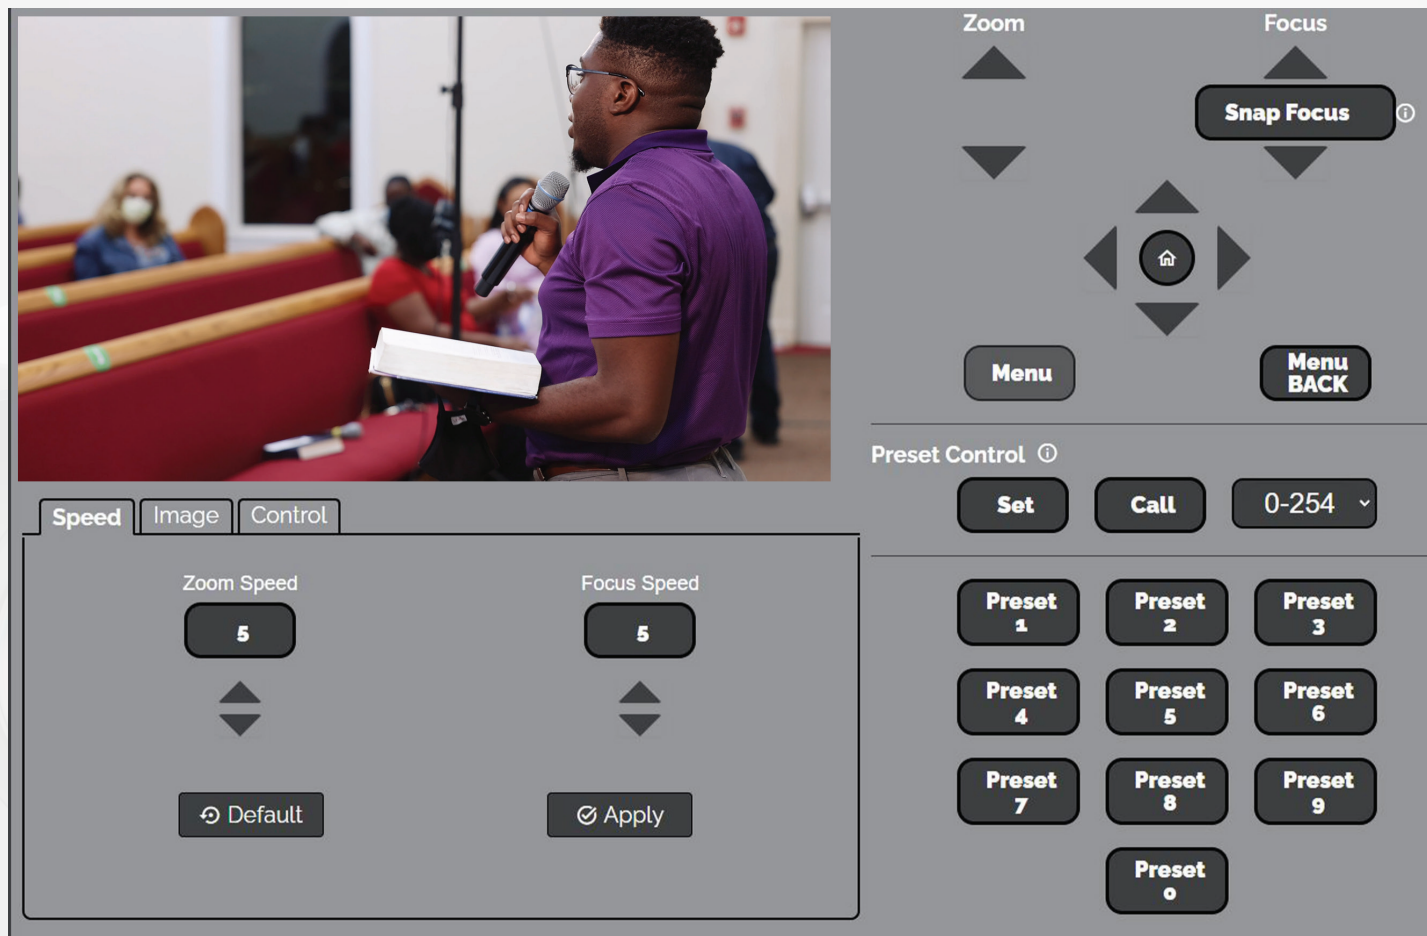 Zoom
Focus
Snap Focus
Menu
Menu
BACK
Preset Control
Set
Call
0-254
Speed
Image
Control
Zoom Speed
Focus Speed
5
5
Default
Apply
Preset
1
Preset
2
Preset
3
Preset
4
Preset
5
Preset
6
Preset
7
Preset
8
Preset
9
Preset
0